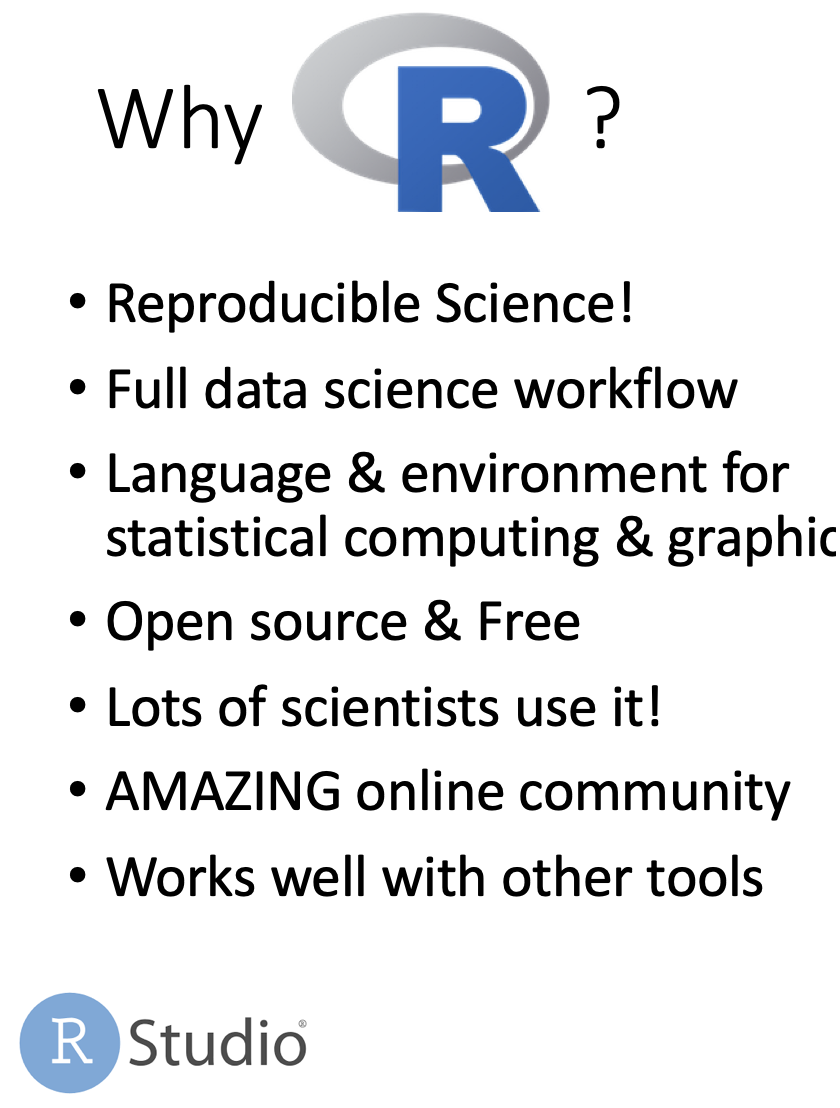 Why R ?
• Reproducible Science!
• Full data science workflow
• Language & environment for
statistical computing & graphic
• Open source & Free
• Lots of scientists use it!
• AMAZING online community
• Works well with other tools
R Studio®